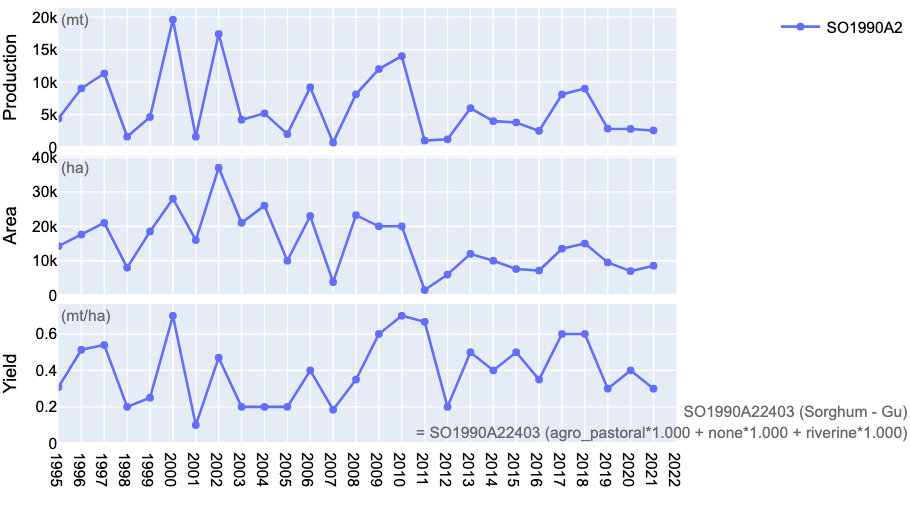 SO1990A2
Production
(mt)
20k
15k
10k
5k
0
Area
(ha)
40k
30k
20k
10k
0
Yield
(mt/ha)
0.6
0.4
0.2
0
SO1990A22403 (Sorghum - Gu)
= SO1990A22403 (agro_pastoral*1.000 + none*1.000 + riverine*1.000)
1995 1996 1997 1998 1999 2000 2001 2002 2003 2004 2005 2006 2007 2008 2009 2010 2011 2012 2013 2014 2015 2016 2017 2018 2019 2020 2021 2022